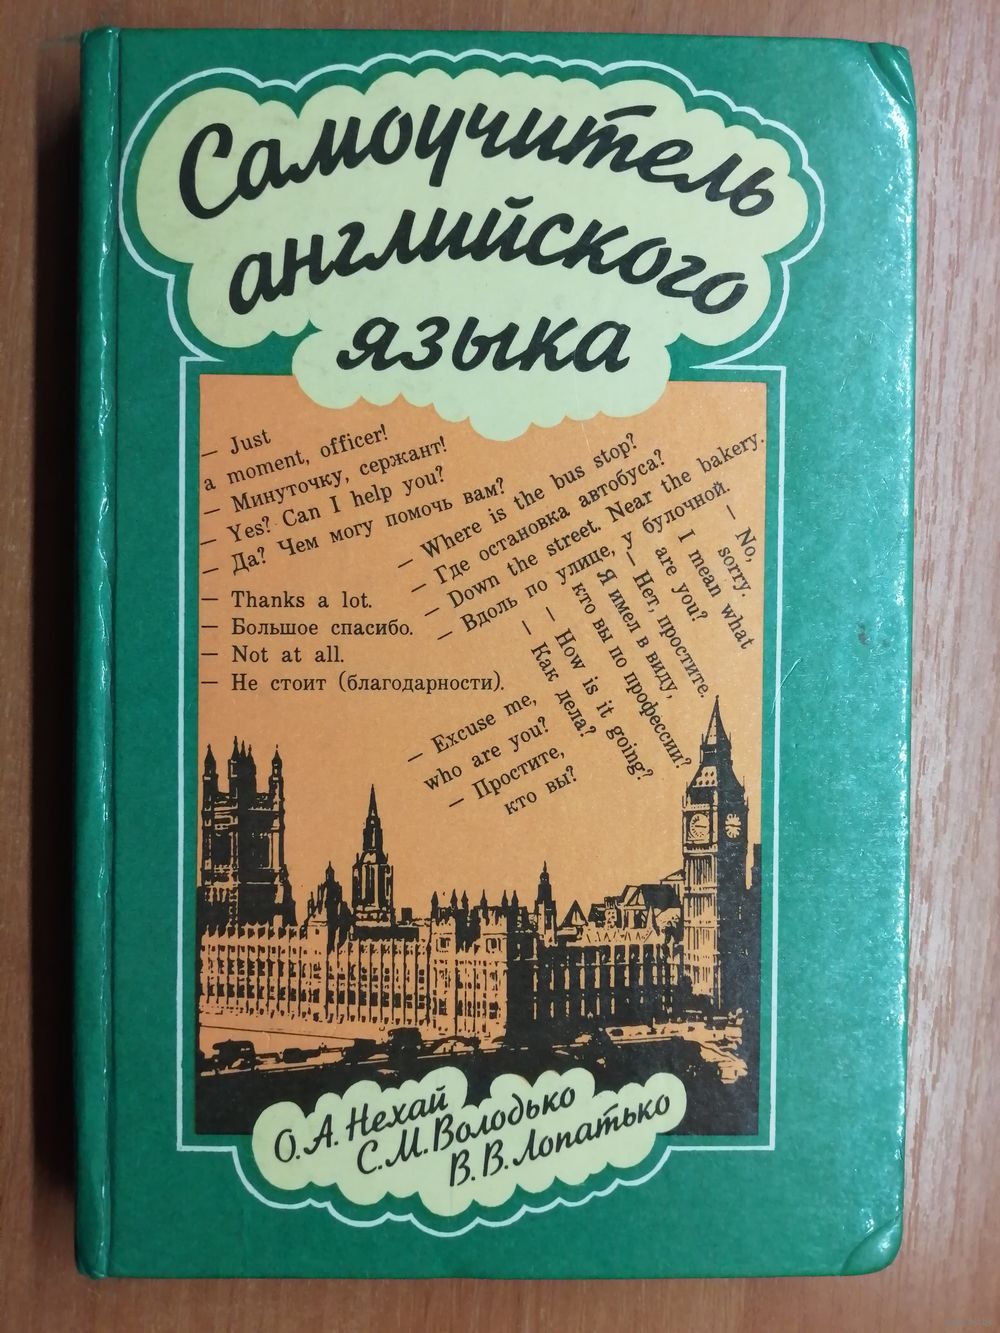 Самоучитель
английского
языка
— Just
a moment, officer!
— Минуточку, сержант!
— Yes? Can I help you?
— Да? Чем могу помочь вам?
— Thanks a lot.
— Большое спасибо.
— Not at all.
— Не стоит (благодарности).
— Where is the bus stop?
— Где остановка автобуса?
— Down the street. Near the bakery.
— Вдоль по улице, у булочной.
— Excuse me,
who are you?
— Простите,
кто вы?
— No,
sorry.
I mean what
are you?
— Нет, простите.
Я имел в виду,
кто вы по профессии?
— How is it going?
— Как дела?
О.А.Нехай
С.М.Володько
В.В.Лопатько